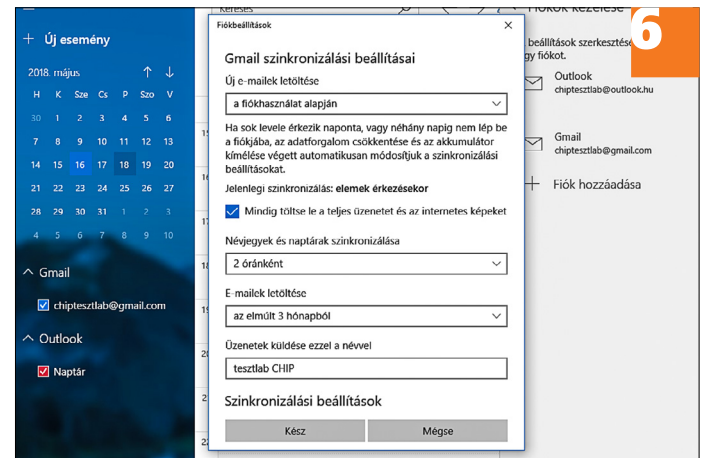 + Új esemény
2018. május ↑ ↓
H K Sze Cs P Szo V
30 1 2 3 4 5 6
7 8 9 10 11 12 13
14 15 16 17 18 19 20
21 22 23 24 25 26 27
28 29 30 31 1 2 3
4 5 6 7 8 9 10
Gmail
chiptesztlab@gmail.com
Outlook
Naptár
Keresés
Fiókbeállítások
Gmail szinkronizálási beállításai
Új e-mailek letöltése
a fiókhasználat alapján
Ha sok levele érkezik naponta, vagy néhány napig nem lép be
a fiókjába, az adatforgalom csökkentése és az akkumulátor
kímélése végett automatikusan módosítjuk a szinkronizálási
beállításokat.
Jelenlegi szinkronizálás: elemek érkezésekor
Mindig töltse le a teljes üzenetet és az internetes képeket
Névjegyek és naptárak szinkronizálása
2 óránként
E-mailek letöltése
az elmúlt 3 hónapból
Üzenetek küldése ezzel a névvel
tesztlab CHIP
Szinkronizálási beállítások
Kész Mégse
Fiókok kezelése
6
beállítások szerkesztés
gy fiókot.
Outlook
chiptesztlab@outlook.hu
Gmail
chiptesztlab@gmail.com
+ Fiók hozzáadása